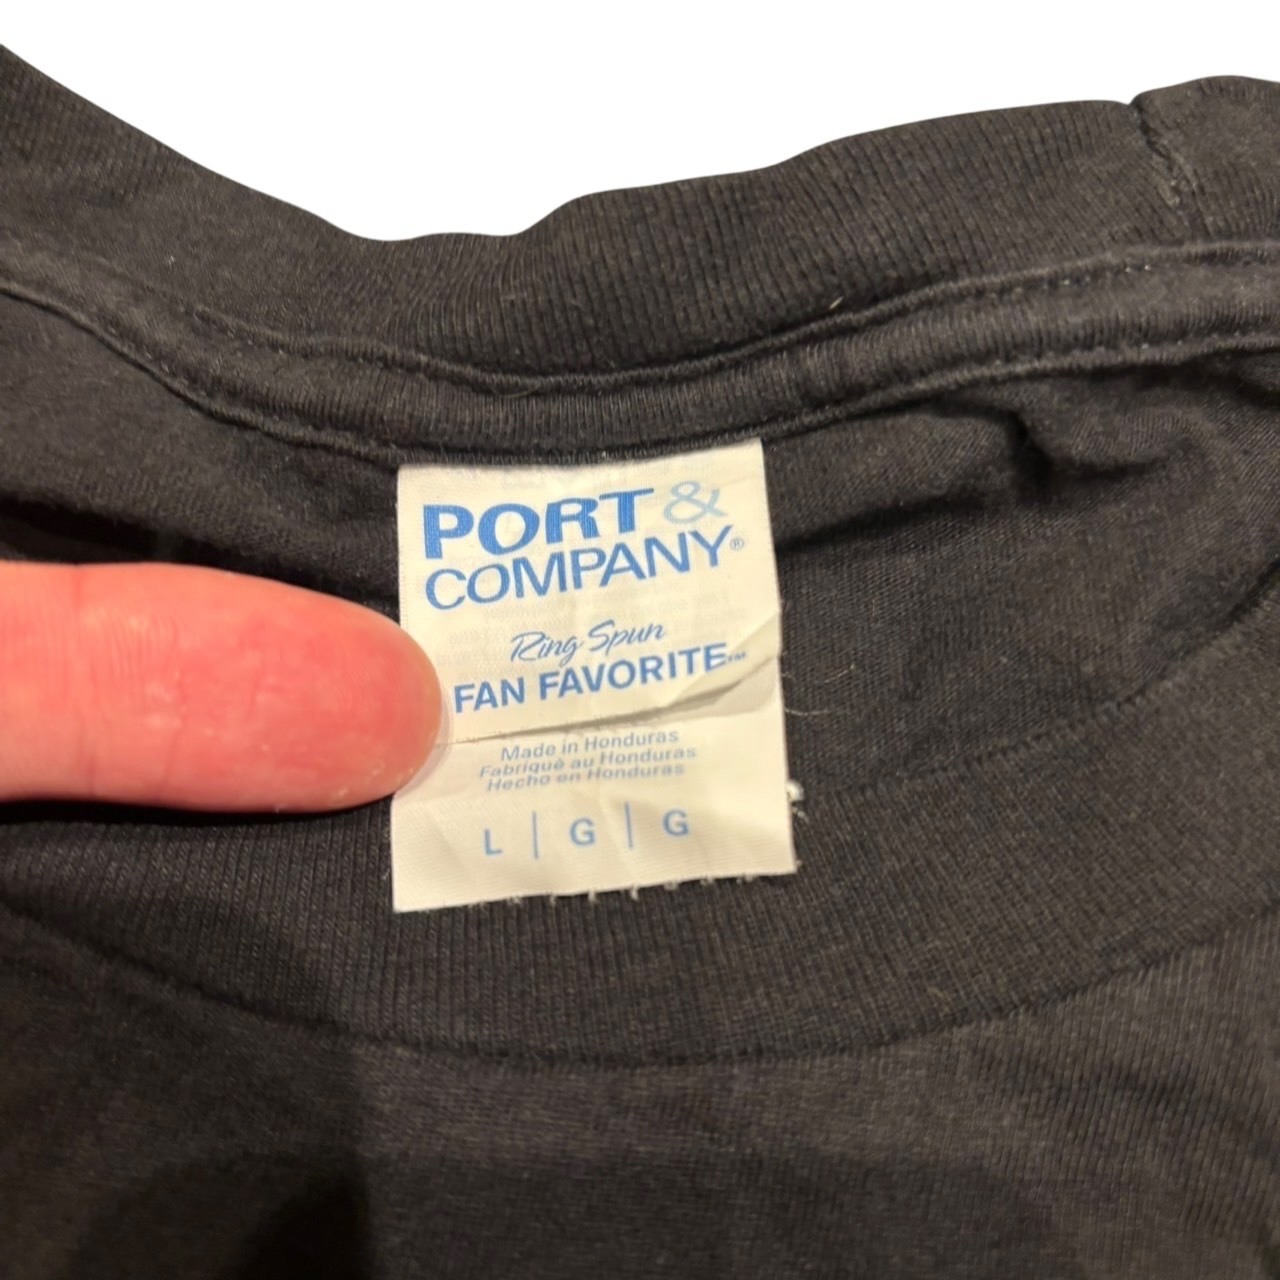 PORT &
COMPANY®
Ring Spun
FAN FAVORITE™
Made in Honduras
Fabriqué au Honduras
Hecho en Honduras
L | G | G